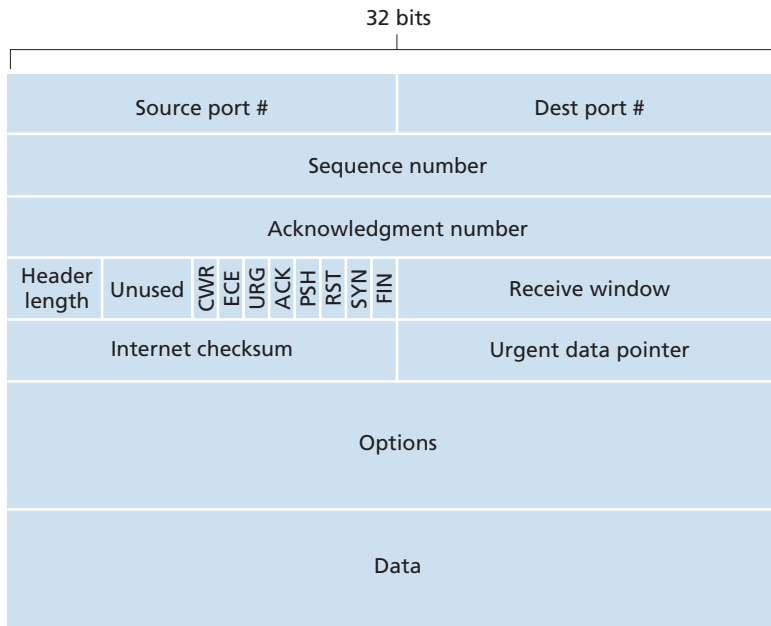 32 bits
Source port #
Dest port #
Sequence number
Acknowledgment number
Header
length
Unused
CWR
ECE
URG
ACK
PSH
RST
SYN
FIN
Receive window
Internet checksum
Urgent data pointer
Options
Data